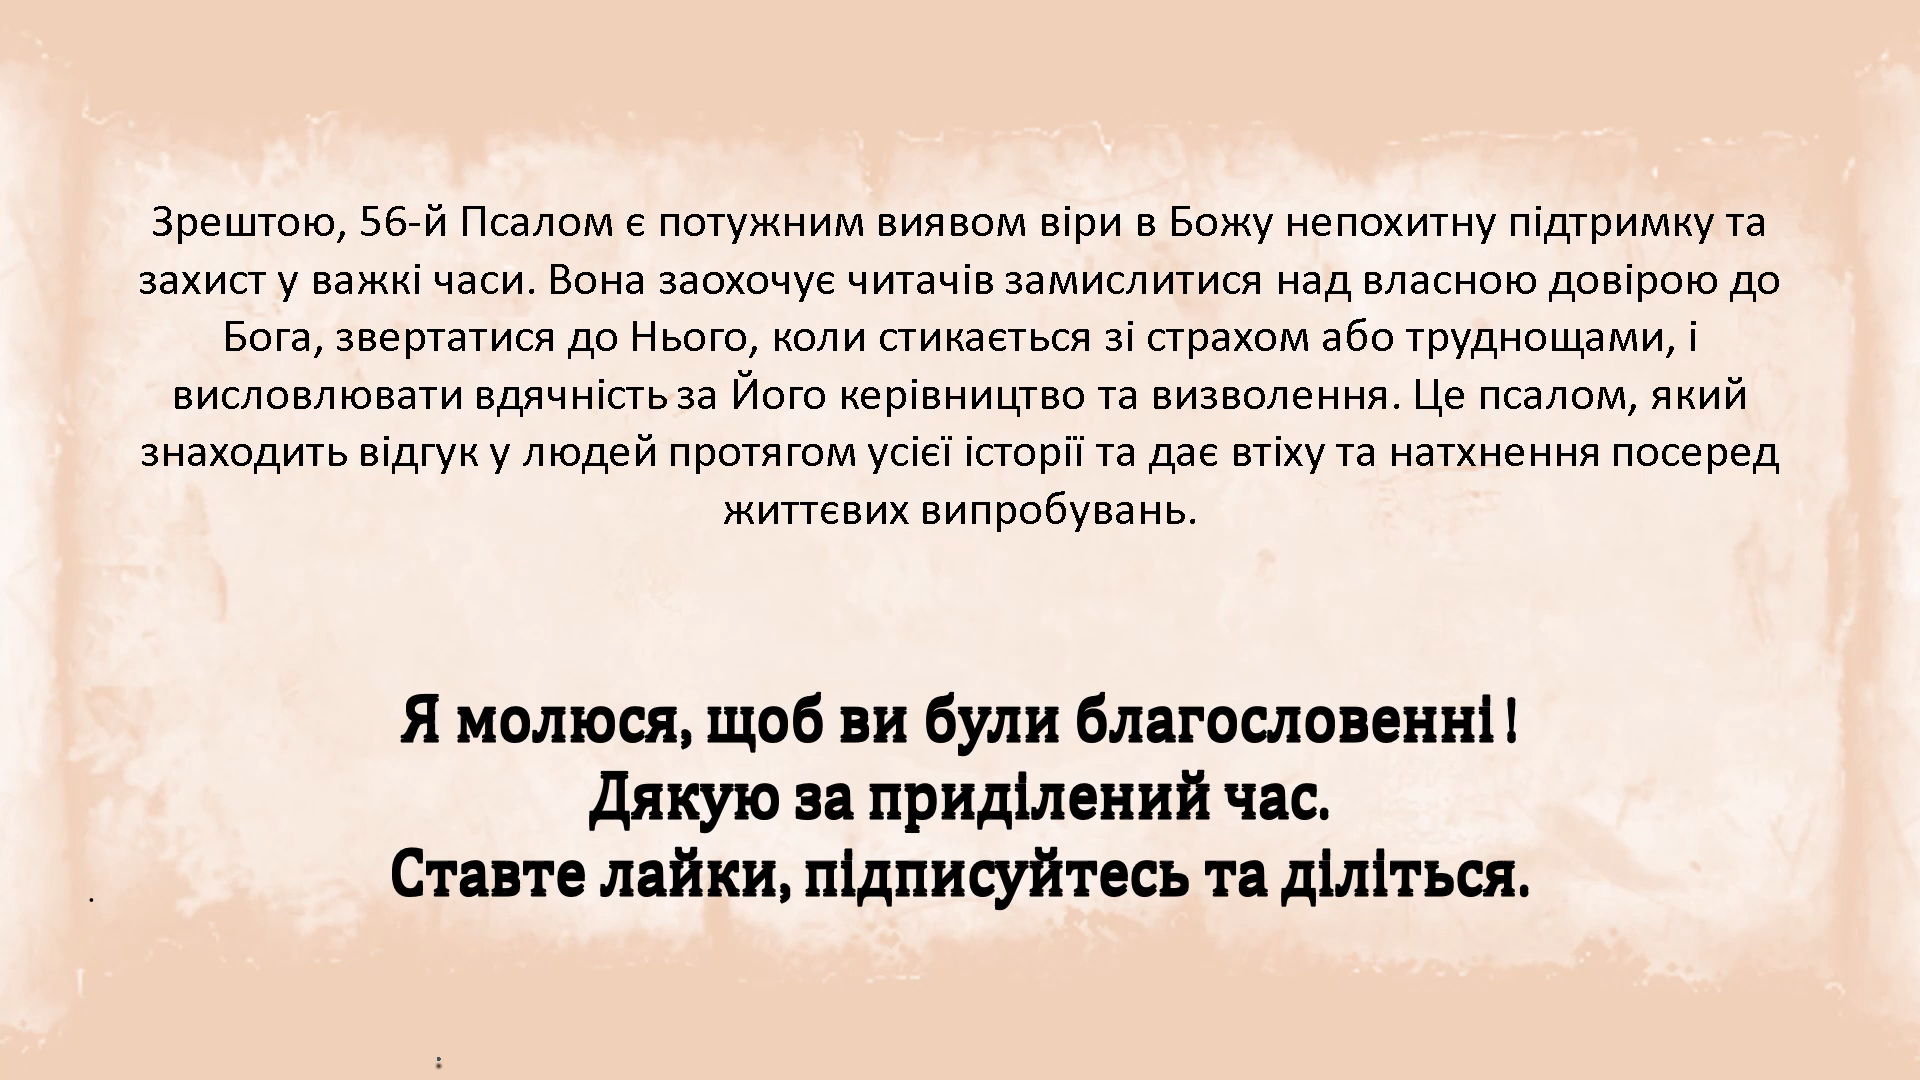 Зрештою, 56-й Псалом є потужним виявом віри в Божу непохитну підтримку та
захист у важкі часи. Вона заохочує читачів замислитися над власною довірою до
Бога, звертатися до Нього, коли стикається зі страхом або труднощами, і
висловлювати вдячність за Його керівництво та визволення. Це псалом, який
знаходить відгук у людей протягом усієї історії та дає втіху та натхнення посеред
життєвих випробувань.
Я молюся, щоб ви були благословенні!
Дякую за приділений час.
Ставте лайки, підписуйтесь та діліться.
.
: